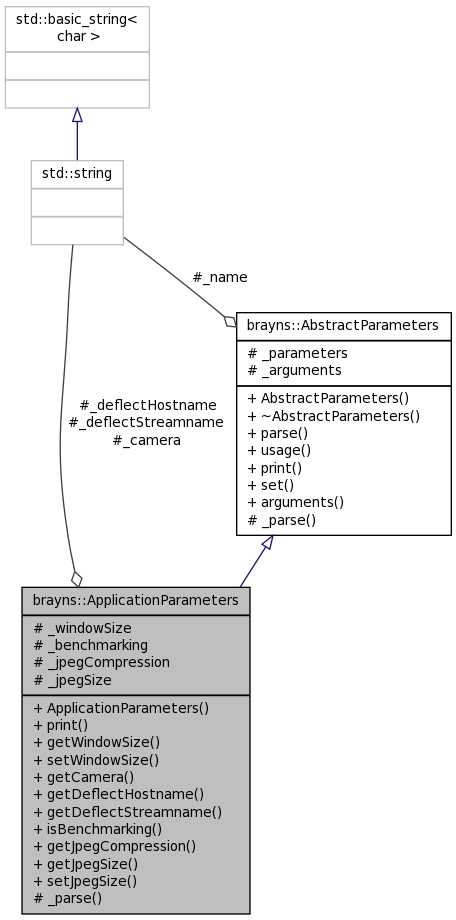 std::basic_string<
char >
std::string
#_name
brayns::AbstractParameters
# _parameters
# _arguments
+ AbstractParameters()
+ ~AbstractParameters()
+ parse()
+ usage()
+ print()
+ set()
+ arguments()
# _parse()
#_deflectHostname
#_deflectStreamname
#_camera
brayns::ApplicationParameters
# _windowSize
# _benchmarking
# _jpegCompression
# _jpegSize
+ ApplicationParameters()
+ print()
+ getWindowSize()
+ setWindowSize()
+ getCamera()
+ getDeflectHostname()
+ getDeflectStreamname()
+ isBenchmarking()
+ getJpegCompression()
+ getJpegSize()
+ setJpegSize()
# _parse()